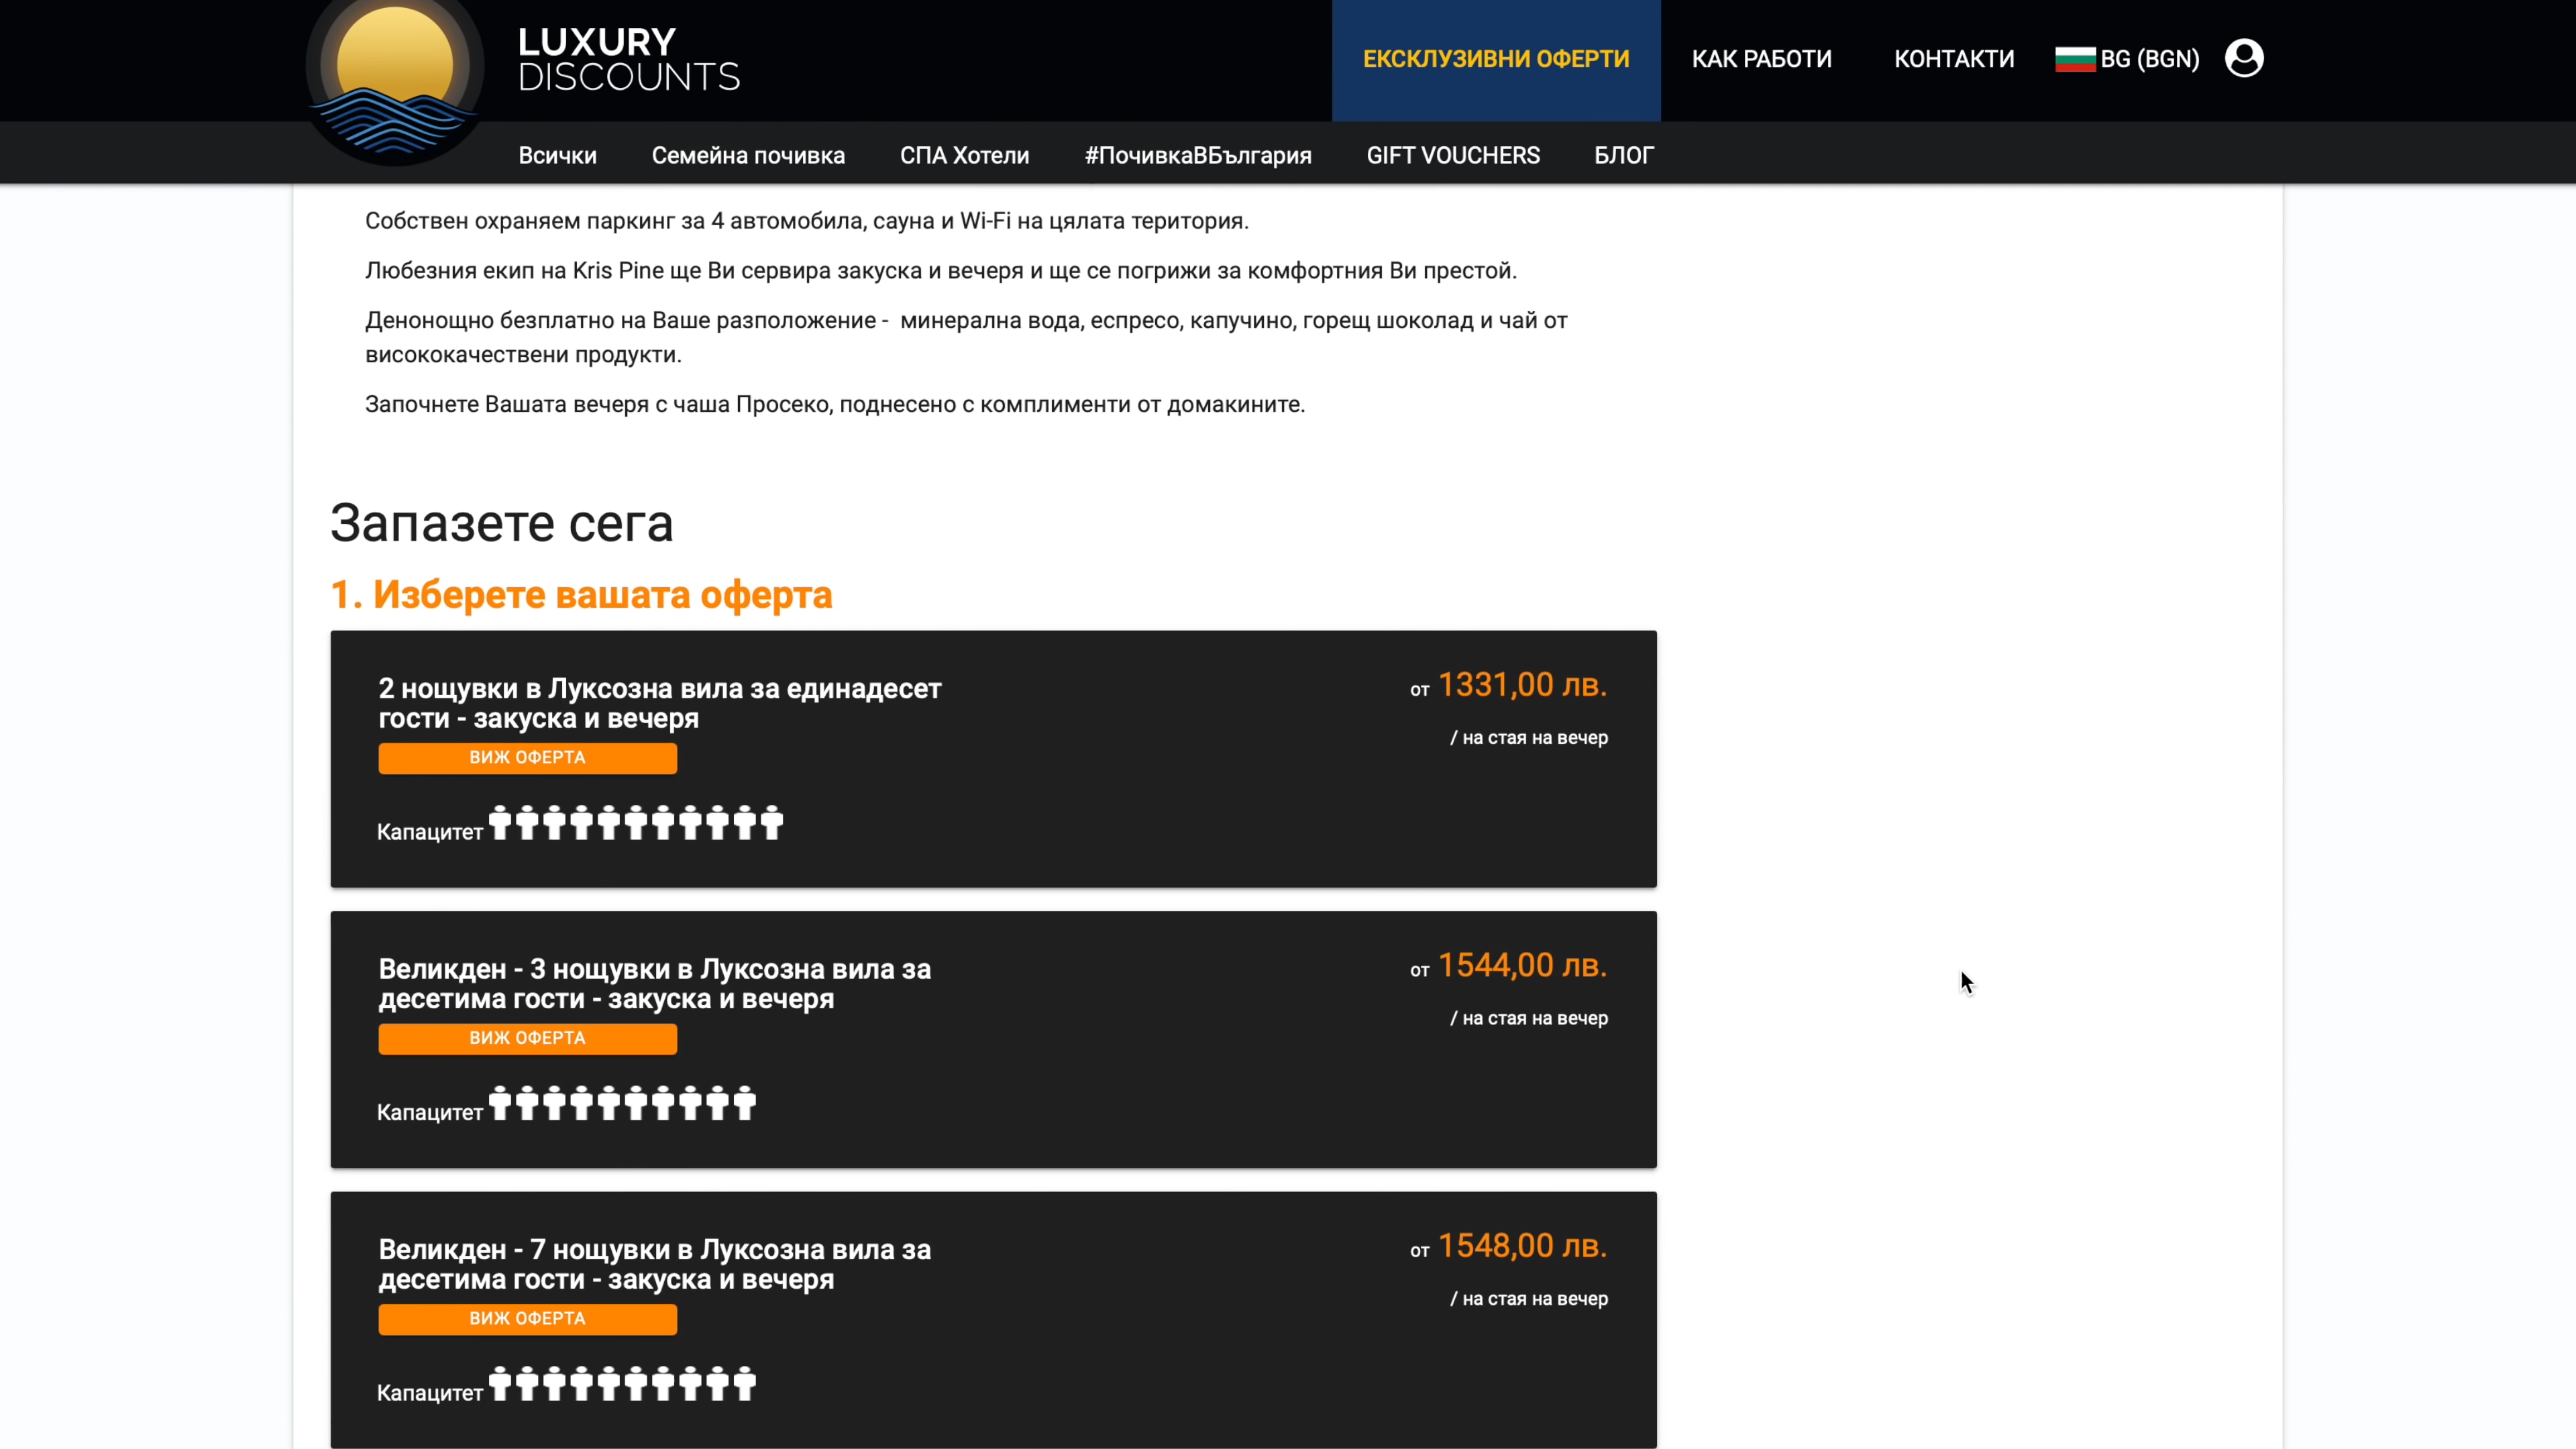 LUXURY
DISCOUNTS
ЕКСКЛУЗИВНИ ОФЕРТИ
КАК РАБОТИ
КОНТАКТИ
BG (BGN)
Всички
Семейна почивка
СПА Хотели
#ПочивкаВБългария
GIFT VOUCHERS
БЛОГ
Собствен охраняем паркинг за 4 автомобила, сауна и Wi-Fi на цялата територия.
Любезния екип на Kris Pine ще Ви сервира закуска и вечеря и ще се погрижи за комфортния Ви престой.
Денонощно безплатно на Ваше разположение - минерална вода, еспресо, капучино, горещ шоколад и чай от
висококачествени продукти.
Започнете Вашата вечеря с чаша Просеко, поднесено с комплименти от домакините.
Запазете сега
1. Изберете вашата оферта
2 нощувки в Луксозна вила за единадесет
гости - закуска и вечеря
ВИЖ ОФЕРТА
Капацитет
от 1331,00 лв.
/ на стая на вечер
Великден - 3 нощувки в Луксозна вила за
десетима гости - закуска и вечеря
ВИЖ ОФЕРТА
Капацитет
от 1544,00 лв.
/ на стая на вечер
Великден - 7 нощувки в Луксозна вила за
десетима гости - закуска и вечеря
ВИЖ ОФЕРТА
Капацитет
от 1548,00 лв.
/ на стая на вечер